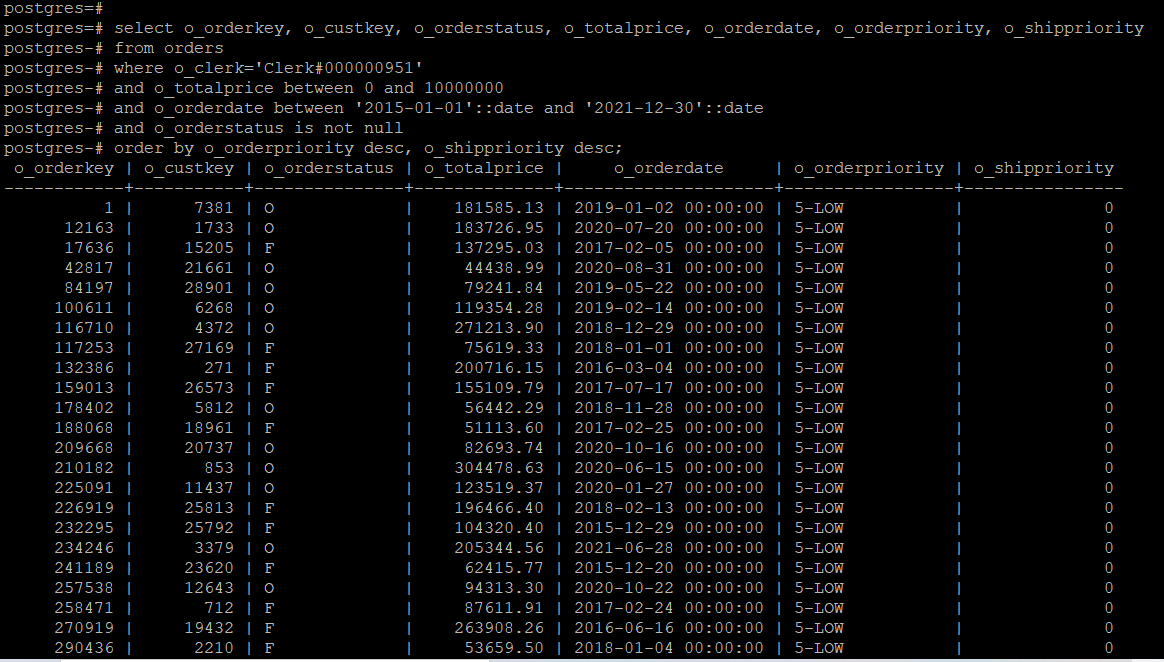 postgres=#
postgres=# select o_orderkey, o_custkey, o_orderstatus, o_totalprice, o_orderdate, o_orderpriority, o_shippriority
postgres-# from orders
postgres-# where o_clerk='Clerk#000000951'
postgres-# and o_totalprice between 0 and 10000000
postgres-# and o_orderdate between '2015-01-01'::date and '2021-12-30'::date
postgres-# and o_orderstatus is not null
postgres-# order by o_orderpriority desc, o_shippriority desc;
 o_orderkey | o_custkey | o_orderstatus | o_totalprice |     o_orderdate     | o_orderpriority | o_shippriority
------------+-----------+---------------+--------------+---------------------+-----------------+----------------
          1 |      7381 | O             |    181585.13 | 2019-01-02 00:00:00 | 5-LOW           |              0
      12163 |      1733 | O             |    183726.95 | 2020-07-20 00:00:00 | 5-LOW           |              0
      17636 |     15205 | F             |    137295.03 | 2017-02-05 00:00:00 | 5-LOW           |              0
      42817 |     21661 | O             |     44438.99 | 2020-08-31 00:00:00 | 5-LOW           |              0
      84197 |     28901 | O             |     79241.84 | 2019-05-22 00:00:00 | 5-LOW           |              0
     100611 |      6268 | O             |    119354.28 | 2019-02-14 00:00:00 | 5-LOW           |              0
     116710 |      4372 | O             |    271213.90 | 2018-12-29 00:00:00 | 5-LOW           |              0
     117253 |     27169 | F             |     75619.33 | 2018-01-01 00:00:00 | 5-LOW           |              0
     132386 |       271 | F             |    200716.15 | 2016-03-04 00:00:00 | 5-LOW           |              0
     159013 |     26573 | F             |    155109.79 | 2017-07-17 00:00:00 | 5-LOW           |              0
     178402 |      5812 | O             |     56442.29 | 2018-11-28 00:00:00 | 5-LOW           |              0
     188068 |     18961 | F             |     51113.60 | 2017-02-25 00:00:00 | 5-LOW           |              0
     209668 |     20737 | O             |     82693.74 | 2020-10-16 00:00:00 | 5-LOW           |              0
     210182 |       853 | O             |    304478.63 | 2020-06-15 00:00:00 | 5-LOW           |              0
     225091 |     11437 | O             |    123519.37 | 2020-01-27 00:00:00 | 5-LOW           |              0
     226919 |     25813 | F             |    196466.40 | 2018-02-13 00:00:00 | 5-LOW           |              0
     232295 |     25792 | F             |    104320.40 | 2015-12-29 00:00:00 | 5-LOW           |              0
     234246 |      3379 | O             |    205344.56 | 2021-06-28 00:00:00 | 5-LOW           |              0
     241189 |     23620 | F             |     62415.77 | 2015-12-20 00:00:00 | 5-LOW           |              0
     257538 |     12643 | O             |     94313.30 | 2020-10-22 00:00:00 | 5-LOW           |              0
     258471 |       712 | F             |     87611.91 | 2017-02-24 00:00:00 | 5-LOW           |              0
     270919 |     19432 | F             |    263908.26 | 2016-06-16 00:00:00 | 5-LOW           |              0
     290436 |      2210 | F             |     53659.50 | 2018-01-04 00:00:00 | 5-LOW           |              0